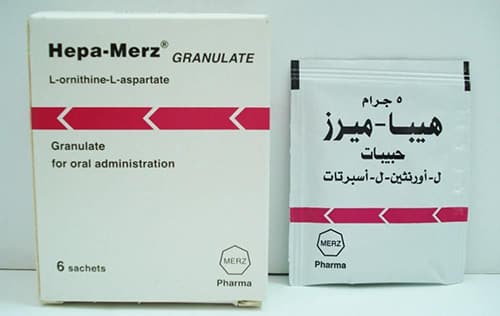 Hepa-Merz® GRANULATE
L-ornithine-L-aspartate
Granulate
for oral administration
6 sachets
MERZ
Pharma
٥ جرام
هيبا-ميرز
حبيبات
ل-أورنثين-ل-أسبرتات
MERZ
Pharma